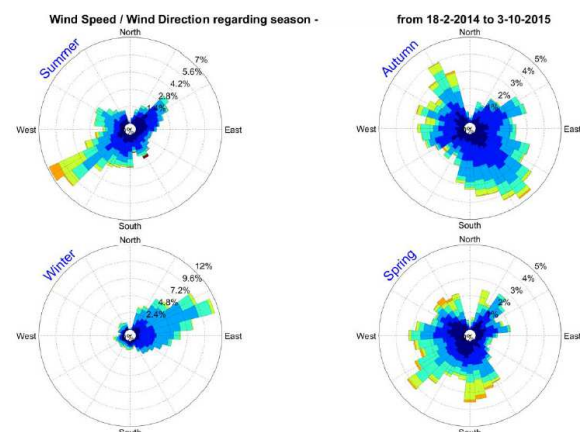 Wind Speed / Wind Direction regarding season - from 18-2-2014 to 3-10-2015
Summer
North
7%
5.6%
4.2%
2.8%
West
East
South
Autumn
North
5%
4%
3%
2%
West
East
South
Winter
North
12%
9.6%
7.2%
4.8%
2.4%
West
East
South
Spring
North
5%
4%
3%
2%
West
East
South